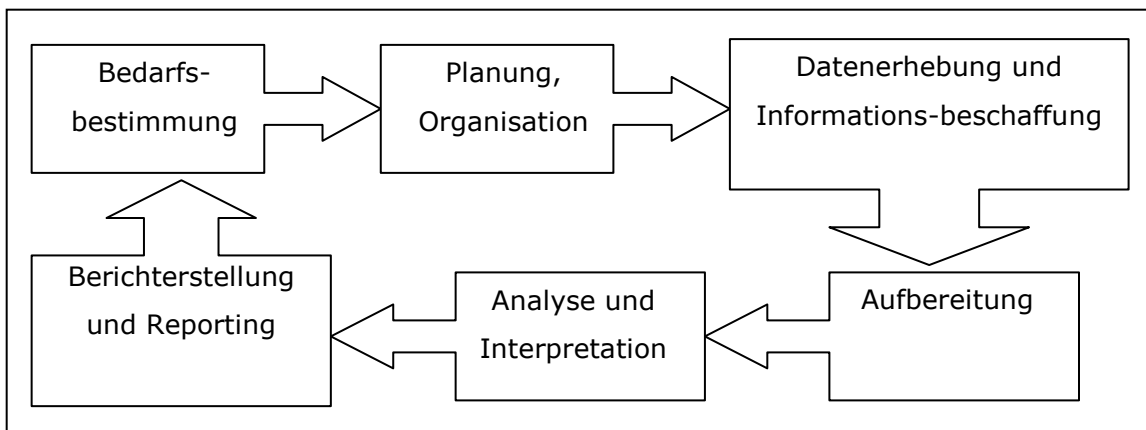 Bedarfs-
bestimmung
Planung,
Organisation
Datenerhebung und
Informations-beschaffung
Aufbereitung
Analyse und
Interpretation
Berichterstellung
und Reporting